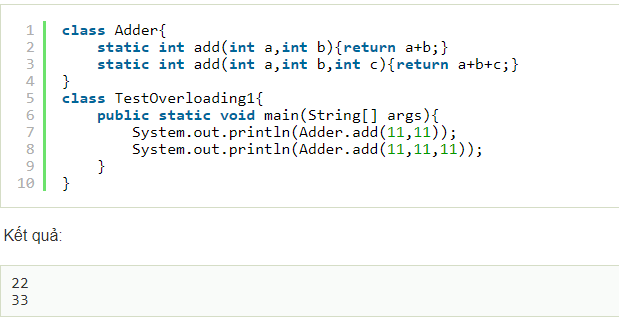 1 class Adder{
2     static int add(int a,int b){return a+b;}
3     static int add(int a,int b,int c){return a+b+c;}
4 }
5 class TestOverloading1{
6     public static void main(String[] args){
7         System.out.println(Adder.add(11,11));
8         System.out.println(Adder.add(11,11,11));
9     }
10 }
Kết quả:
22
33